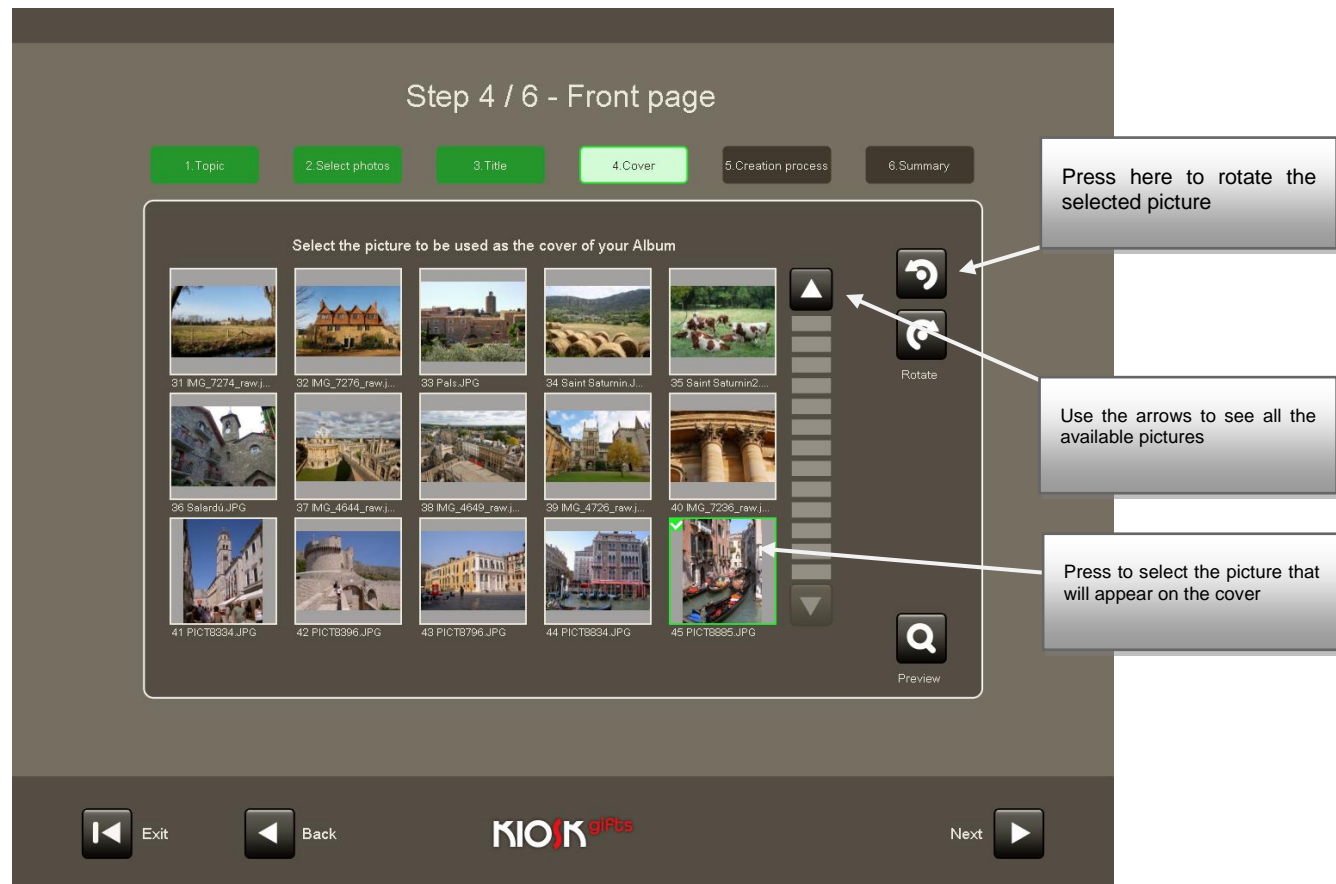 Step 4 / 6 - Front page
1.Topic
2.Select photos
3.Title
4.Cover
5.Creation process
6.Summary
Press here to rotate the
selected picture
Select the picture to be used as the cover of your Album
31 IMG_7274_raw.j...
32 IMG_7276_raw.j...
33 Pals.JPG
34 Saint Saturnin.J...
35 Saint Saturnin2....
Rotate
Use the arrows to see all the
available pictures
36 Salardú.JPG
37 IMG_4644_raw.j...
38 IMG_4649_raw.j...
39 IMG_4726_raw.j...
40 IMG_7236_raw.j...
Press to select the picture that
will appear on the cover
41 PICT8334.JPG
42 PICT8396.JPG
43 PICT8796.JPG
44 PICT8834.JPG
45 PICT8885.JPG
Preview
Exit
Back
KIOSK gifts
Next